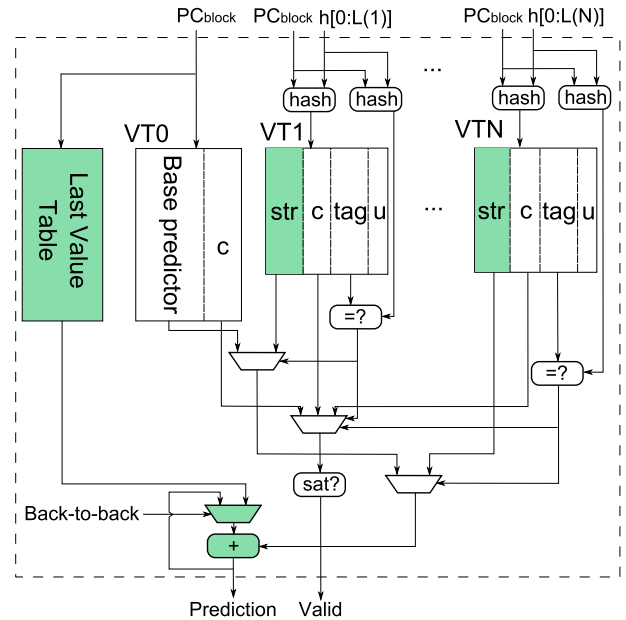 PCblock PCblock h[0:L(1)] PCblock h[0:L(N)]
...
hash hash hash hash
VT0 VT1 VTN
Last Value Table
Base predictor
c
str c tag u
...
str c tag u
=?
=?
sat?
Back-to-back
+
Prediction Valid